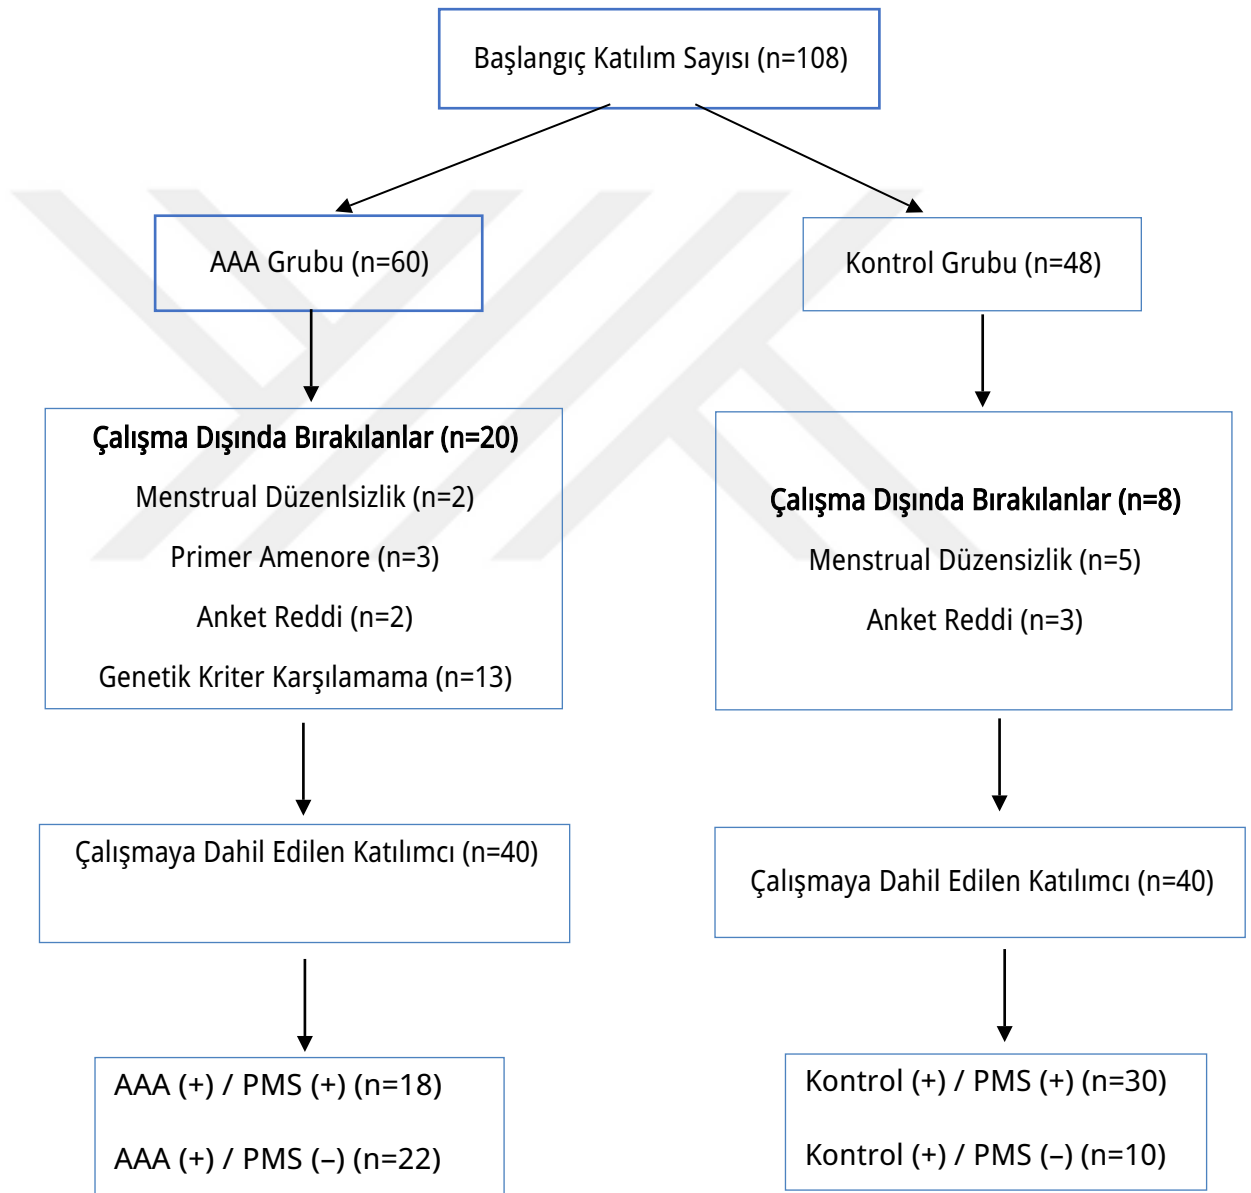 Başlangıç Katılım Sayısı (n=108)
AAA Grubu (n=60)
Kontrol Grubu (n=48)
Çalışma Dışında Bırakılanlar (n=20)
Menstrual Düzenlsizlik (n=2)
Primer Amenore (n=3)
Anket Reddi (n=2)
Genetik Kriter Karşılamama (n=13)
Çalışma Dışında Bırakılanlar (n=8)
Menstrual Düzensizlik (n=5)
Anket Reddi (n=3)
Çalışmaya Dahil Edilen Katılımcı (n=40)
Çalışmaya Dahil Edilen Katılımcı (n=40)
AAA (+) / PMS (+) (n=18)
AAA (+) / PMS (–) (n=22)
Kontrol (+) / PMS (+) (n=30)
Kontrol (+) / PMS (–) (n=10)